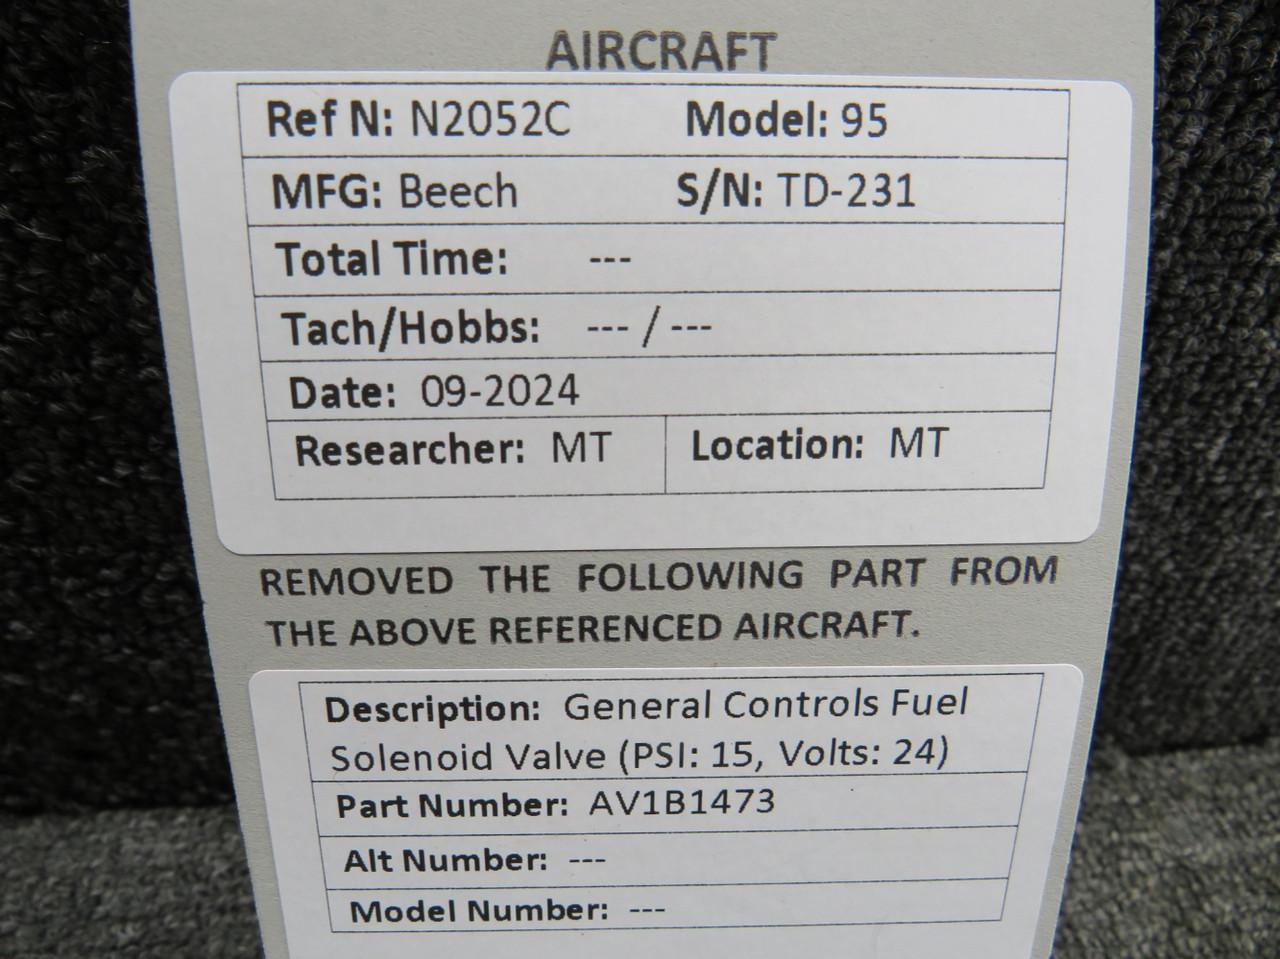 AIRCRAFT
Ref N: N2052C Model: 95
MFG: Beech S/N: TD-231
Total Time: ---
Tach/Hobbs: --- / ---
Date: 09-2024
Researcher: MT Location: MT
REMOVED THE FOLLOWING PART FROM
THE ABOVE REFERENCED AIRCRAFT.
Description: General Controls Fuel
Solenoid Valve (PSI: 15, Volts: 24)
Part Number: AV1B1473
Alt Number: ---
Model Number: ---